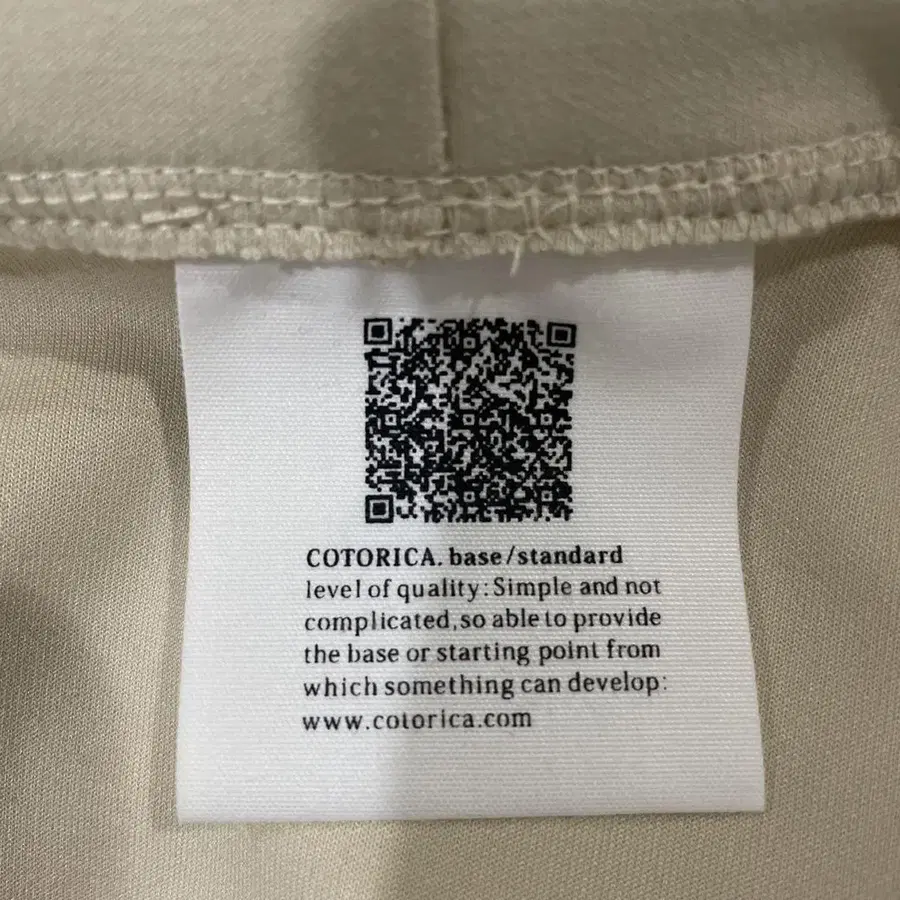 COTORICA. base/standard
level of quality:Simple and not
complicated,so able to provide
the base or starting point from
which something can develop:
www.cotorica.com